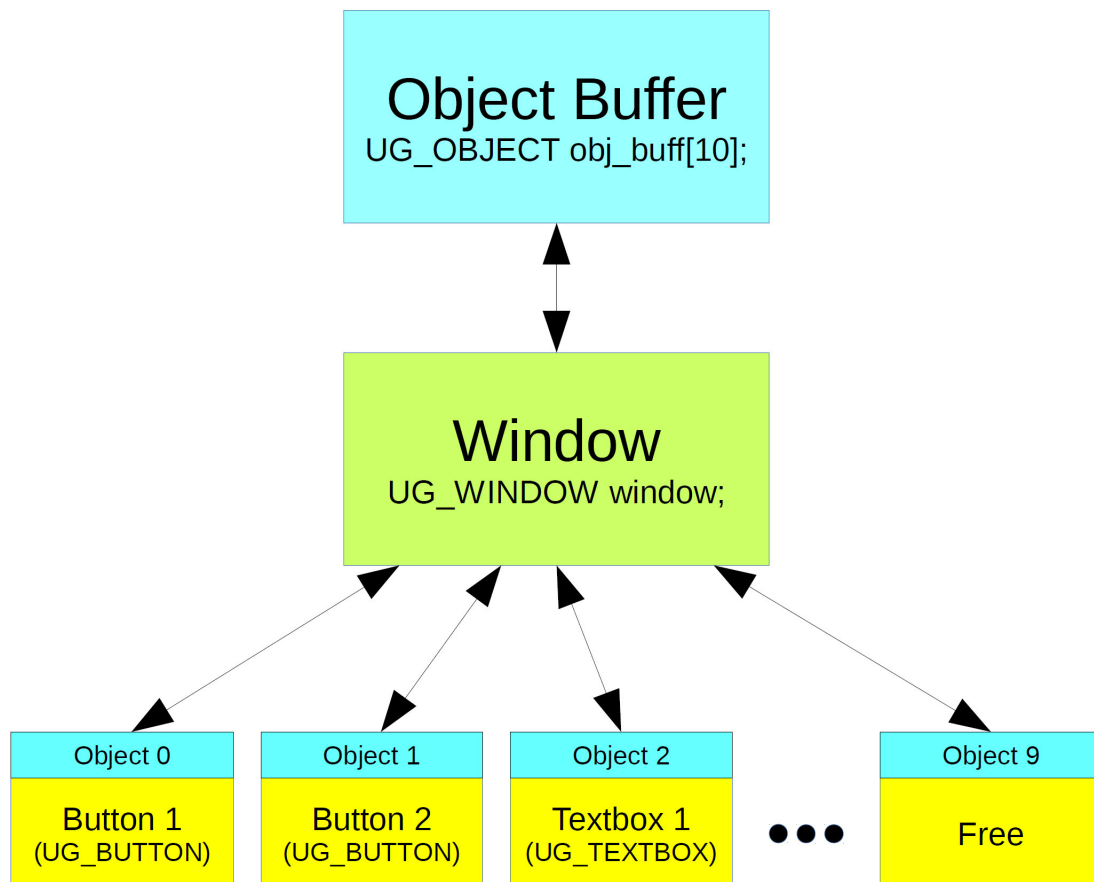 Object Buffer
UG_OBJECT obj_buff[10];
Window
UG_WINDOW window;
Object 0
Button 1
(UG_BUTTON)
Object 1
Button 2
(UG_BUTTON)
Object 2
Textbox 1
(UG_TEXTBOX)
Object 9
Free